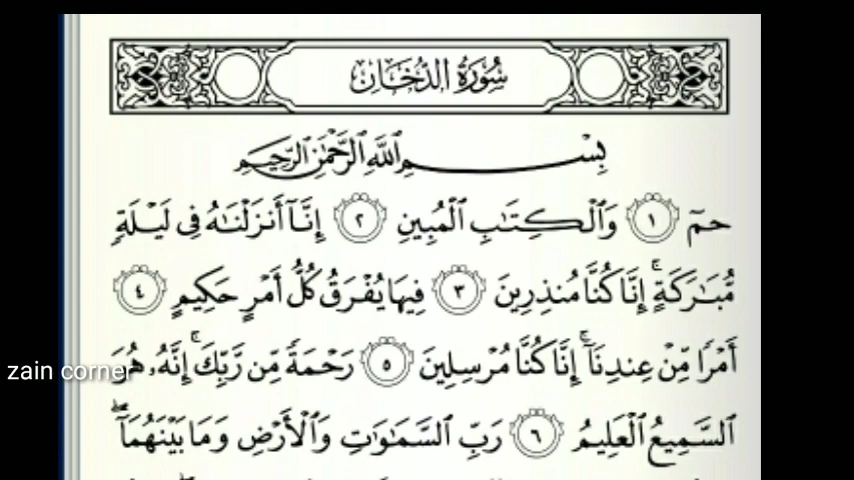 سُورَةُ الدُّخَانِ
بِسْمِ ٱللَّهِ ٱلرَّحْمَٰنِ ٱلرَّحِيمِ
حمٓ ١ وَٱلْكِتَٰبِ ٱلْمُبِينِ ٢ إِنَّآ أَنزَلْنَٰهُ فِى لَيْلَةٍ
مُّبَٰرَكَةٍ ۚ إِنَّا كُنَّا مُنذِرِينَ ٣ فِيهَا يُفْرَقُ كُلُّ أَمْرٍ حَكِيمٍ ٤
أَمْرًا مِّنْ عِندِنَآ ۚ إِنَّا كُنَّا مُرْسِلِينَ ٥ رَحْمَةً مِّن رَّبِّكَ ۚ إِنَّهُۥ هُوَ
zain corner
ٱلسَّمِيعُ ٱلْعَلِيمُ ٦ رَبِّ ٱلسَّمَٰوَٰتِ وَٱلْأَرْضِ وَمَا بَيْنَهُمَآ ۖ